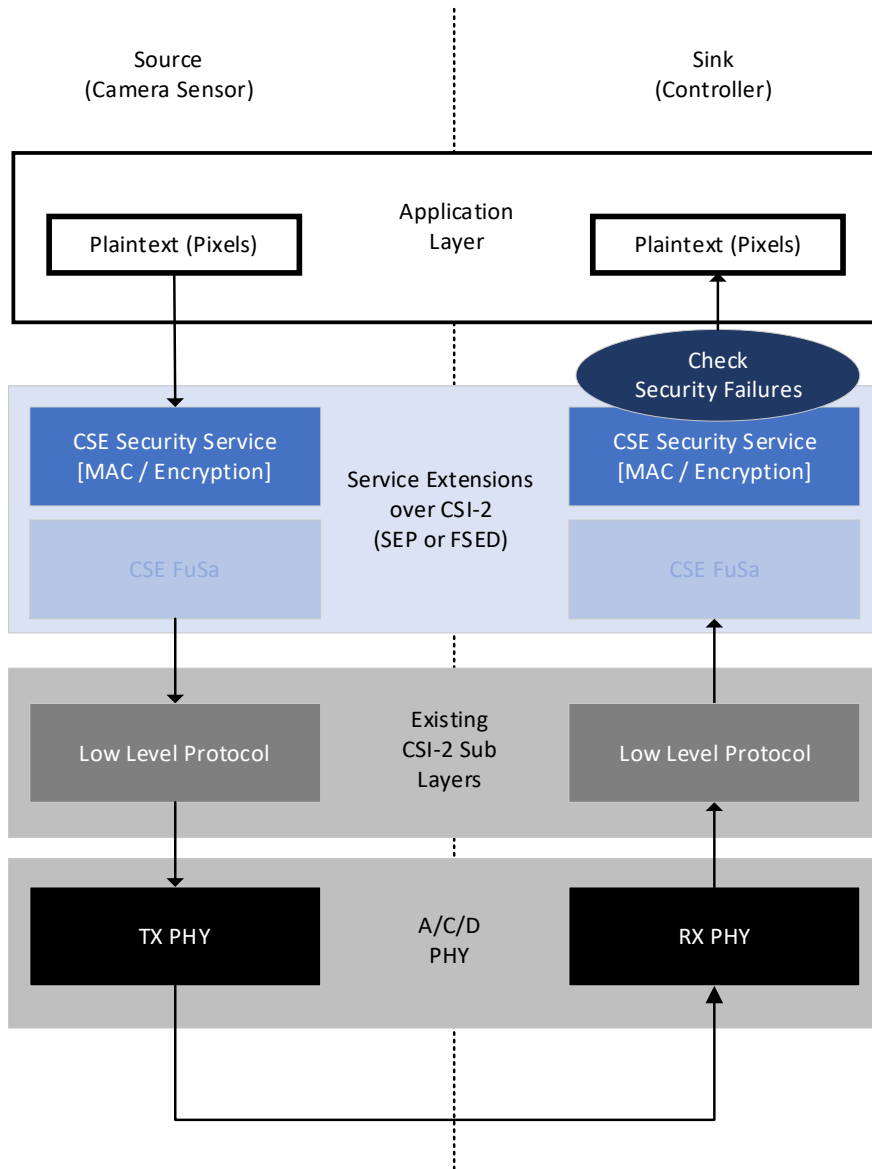 Source
(Camera Sensor)
Sink
(Controller)
Application
Layer
Plaintext (Pixels)
Plaintext (Pixels)
Check
Security Failures
CSE Security Service
[MAC / Encryption]
Service Extensions
over CSI-2
(SEP or FSED)
CSE Security Service
[MAC / Encryption]
CSE FuSa
CSE FuSa
Low Level Protocol
Existing
CSI-2 Sub
Layers
Low Level Protocol
TX PHY
A/C/D
PHY
RX PHY